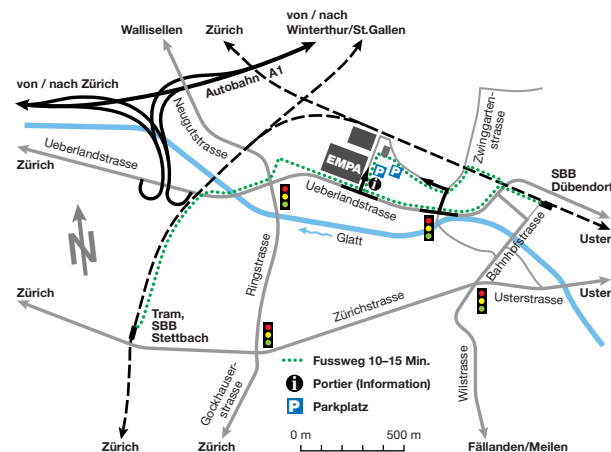 von / nach
Winterthur/St.Gallen
Wallisellen
Zürich
von / nach Zürich
Autobahn A1
Neugutstrasse
Zwinggarten-
strasse
Ueberlandstrasse
Zürich
EMPA
P P
i
SBB
Dübendorf
Ueberlandstrasse
Uster
N
Glatt
Bahnhofstrasse
Ringstrasse
Zürich
Zürichstrasse
Usterstrasse
Uster
Tram,
SBB
Stettbach
Fussweg 10–15 Min.
i Portier (Information)
P Parkplatz
Gockhauser-
strasse
Wilstrasse
0 m 500 m
Zürich
Zürich
Fällanden/Meilen